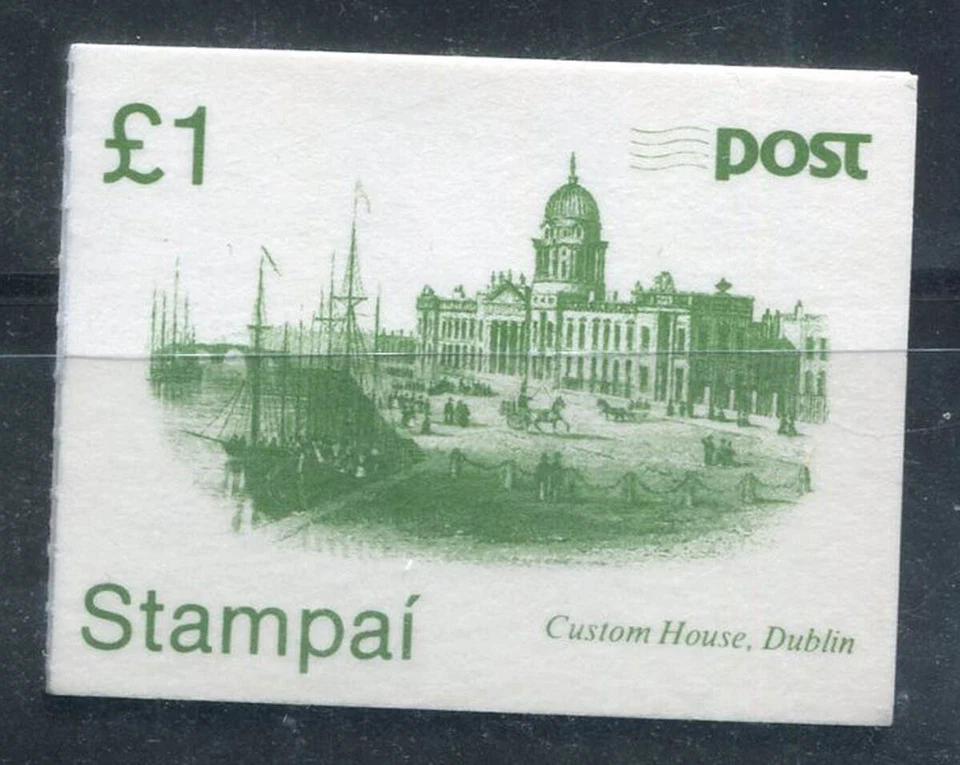 £1
post
Stampaí
Custom House, Dublin